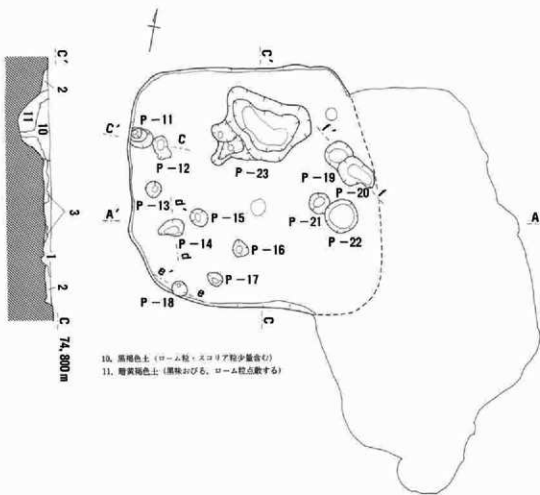 C'
C'
2
11
10
3
1
2
C
74,800m
P-11
C'
C
P-12
P-23
P-19
P-20
P-13
A'
d'
P-15
P-21
P-22
A
P-14
d
P-16
e'
P-17
P-18
e
C
10. 黒褐色土（ローム粒・スコリア粒少量含む）
11. 暗黄褐色土（黒味おびる、ローム粒点散する）